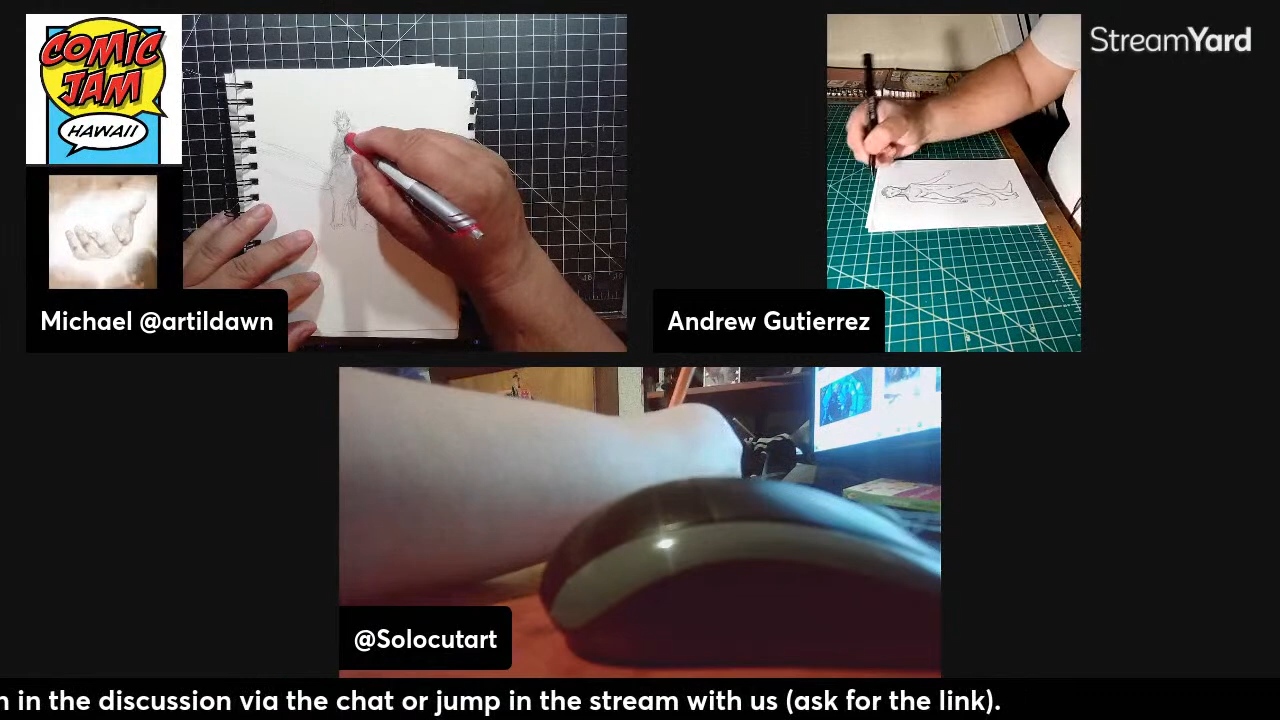 COMIC
JAM
HAWAII
StreamYard
Michael @artildawn
Andrew Gutierrez
@Solocutart
in the discussion via the chat or jump in the stream with us (ask for the link).